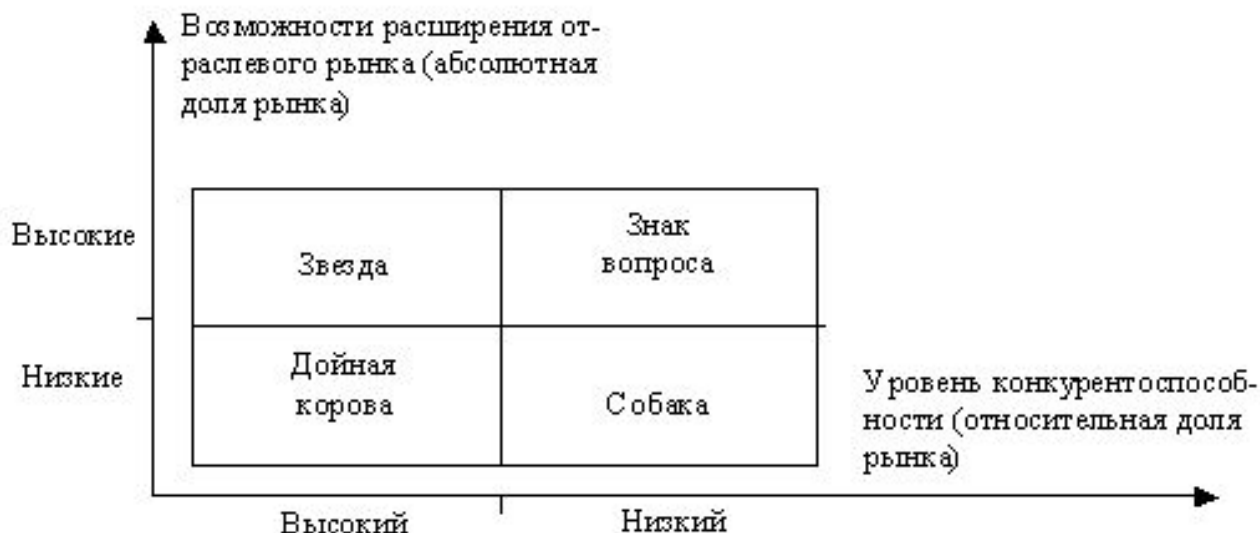 Возможности расширения от-
раслевого рынка (абсолютная
доля рынка)
Высокие
Звезда
Знак
вопроса
Низкие
Дойная
корова
Собака
Уровень конкурентоспособ-
ности (относительная доля
рынка)
Высокий
Низкий